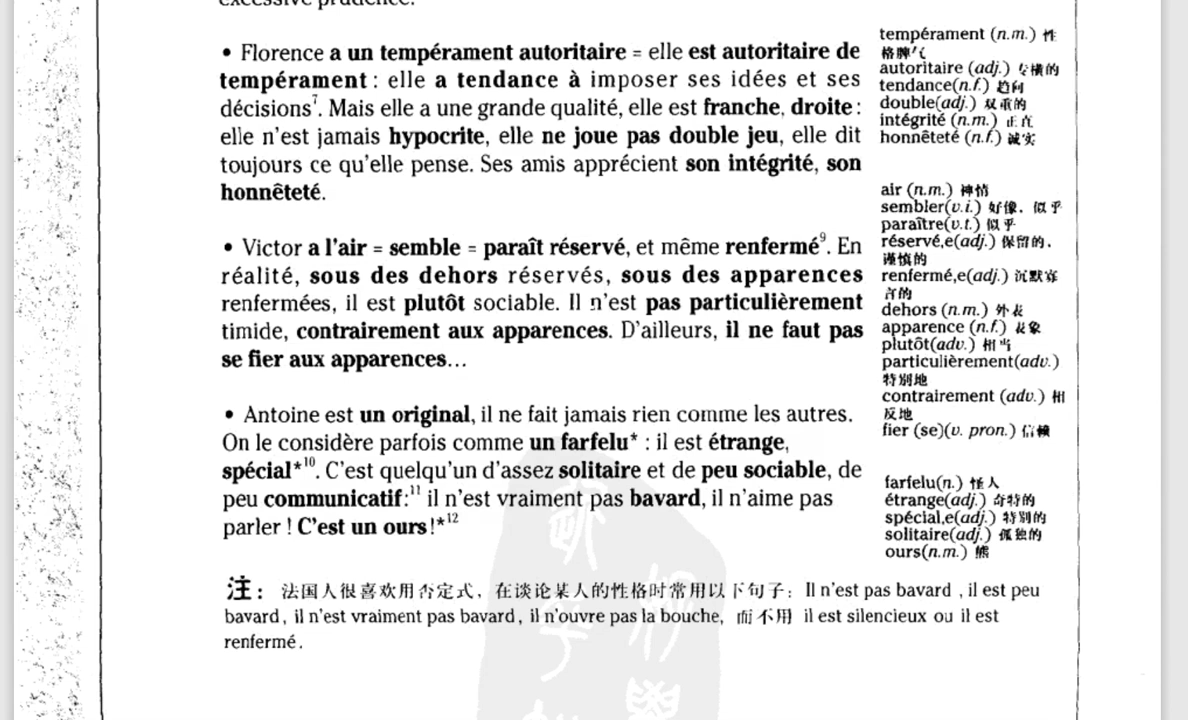 excessive prudence.
• Florence a un tempérament autoritaire = elle est autoritaire de
tempérament : elle a tendance à imposer ses idées et ses
décisions⁷. Mais elle a une grande qualité, elle est franche, droite :
elle n'est jamais hypocrite, elle ne joue pas double jeu, elle dit
toujours ce qu'elle pense. Ses amis apprécient son intégrité, son
honnêteté.
• Victor a l'air = semble = paraît réservé, et même renfermé⁹. En
réalité, sous des dehors réservés, sous des apparences
renfermées, il est plutôt sociable. Il n'est pas particulièrement
timide, contrairement aux apparences. D'ailleurs, il ne faut pas
se fier aux apparences…
• Antoine est un original, il ne fait jamais rien comme les autres.
On le considère parfois comme un farfelu* : il est étrange,
spécial*¹⁰. C'est quelqu'un d'assez solitaire et de peu sociable, de
peu communicatif:¹¹ il n'est vraiment pas bavard, il n'aime pas
parler ! C'est un ours !*¹²
注： 法国人很喜欢用否定式，在谈论某人的性格时常用以下句子：Il n'est pas bavard , il est peu
bavard, il n'est vraiment pas bavard, il n'ouvre pas la bouche, 而不用 il est silencieux ou il est
renfermé.
tempérament (n.m.) 性
格脾气
autoritaire (adj.) 专横的
tendance(n.f.) 趋向
double(adj.) 双重的
intégrité (n.m.) 正直
honnêteté (n.f.) 诚实
air (n.m.) 神情
sembler(v.i.) 好像．似乎
paraître(v.t.) 似乎
réservé,e(adj.) 保留的．
谨慎的
renfermé,e(adj.) 沉默寡
言的
dehors (n.m.) 外表
apparence (n.f.) 表象
plutôt(adv.) 相当
particulièrement(adv.)
特别地
contrairement (adv.) 相
反地
fier (se)(v. pron.) 信赖
farfelu(n.) 怪人
étrange(adj.) 奇特的
spécial,e(adj.) 特别的
solitaire(adj.) 孤独的
ours(n.m.) 熊